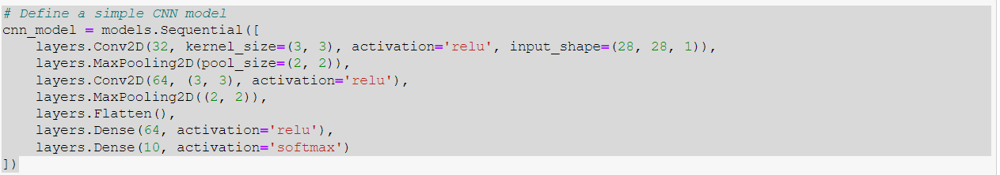 # Define a simple CNN model
cnn_model = models.Sequential([
    layers.Conv2D(32, kernel_size=(3, 3), activation='relu', input_shape=(28, 28, 1)),
    layers.MaxPooling2D(pool_size=(2, 2)),
    layers.Conv2D(64, (3, 3), activation='relu'),
    layers.MaxPooling2D((2, 2)),
    layers.Flatten(),
    layers.Dense(64, activation='relu'),
    layers.Dense(10, activation='softmax')
])